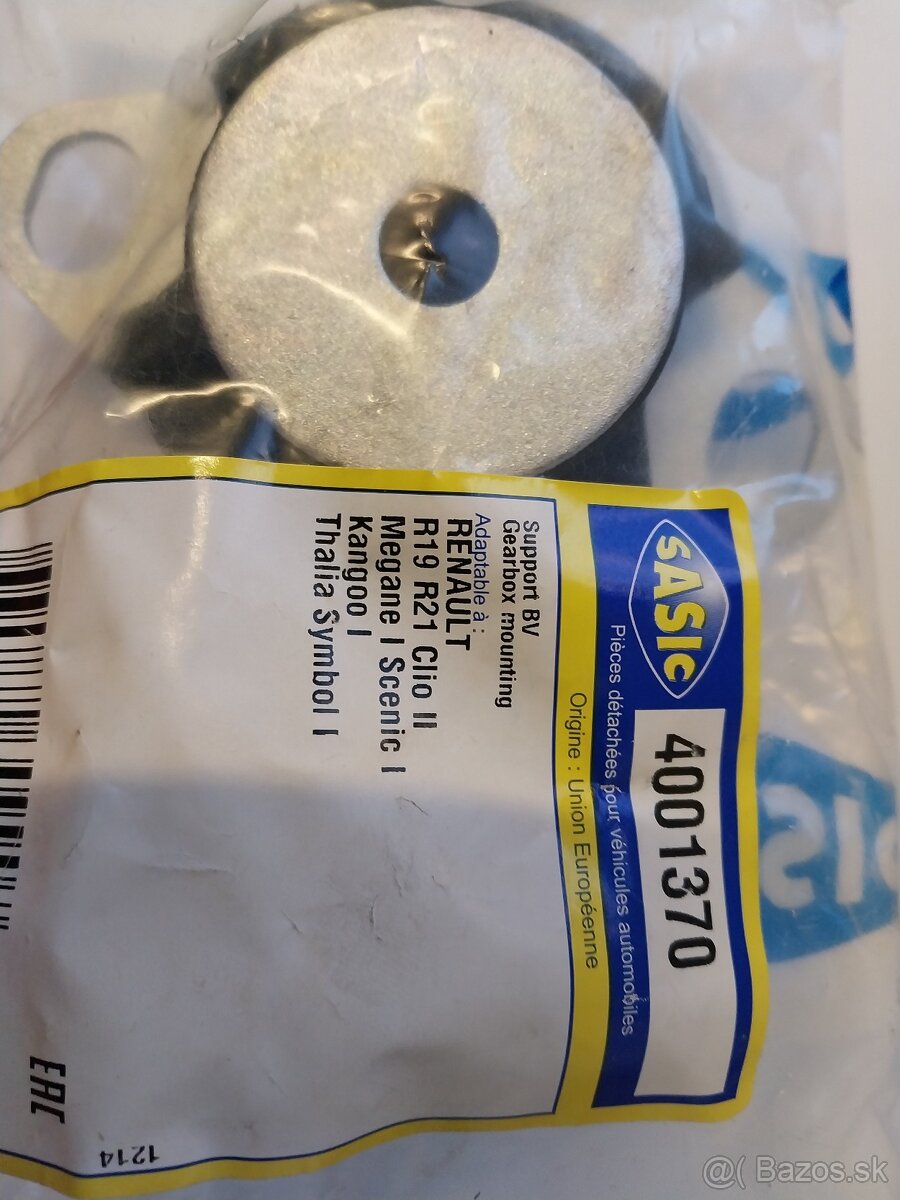 SASIC
4001370
Pièces détachées pour véhicules automobiles
Origine : Union Européenne
Support BV
Gearbox mounting
Adaptable à :
RENAULT
R19 R21 Clio II
Megane I Scenic I
Kangoo I
Thalia Symbol I
EAC
1214
@( Bazos.sk